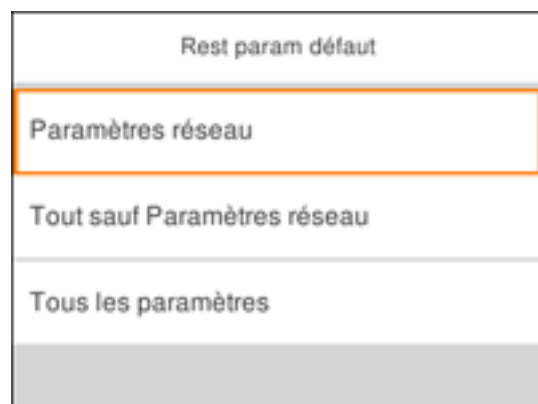 Rest param défaut
Paramètres réseau
Tout sauf Paramètres réseau
Tous les paramètres